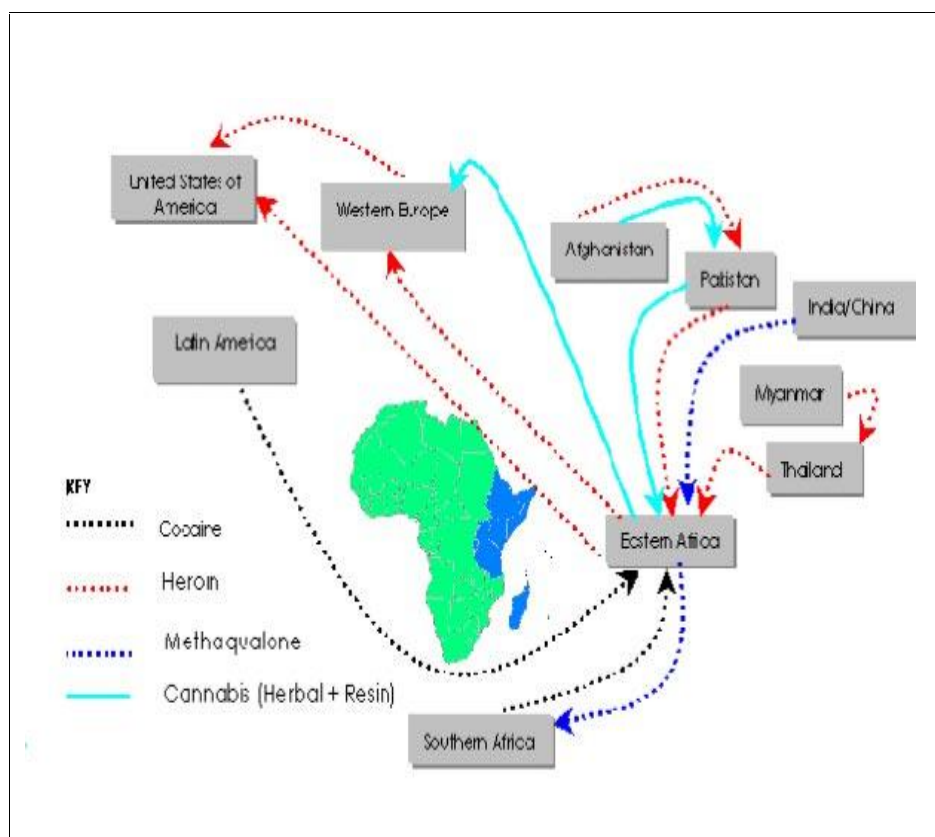 United States of
America
Western Europe
Afghanistan
Pakistan
India/China
Latin America
Myanmar
Thailand
KEY
Cocaine
Eastern Africa
Heroin
Methaqualone
Cannabis (Herbal + Resin)
Southern Africa